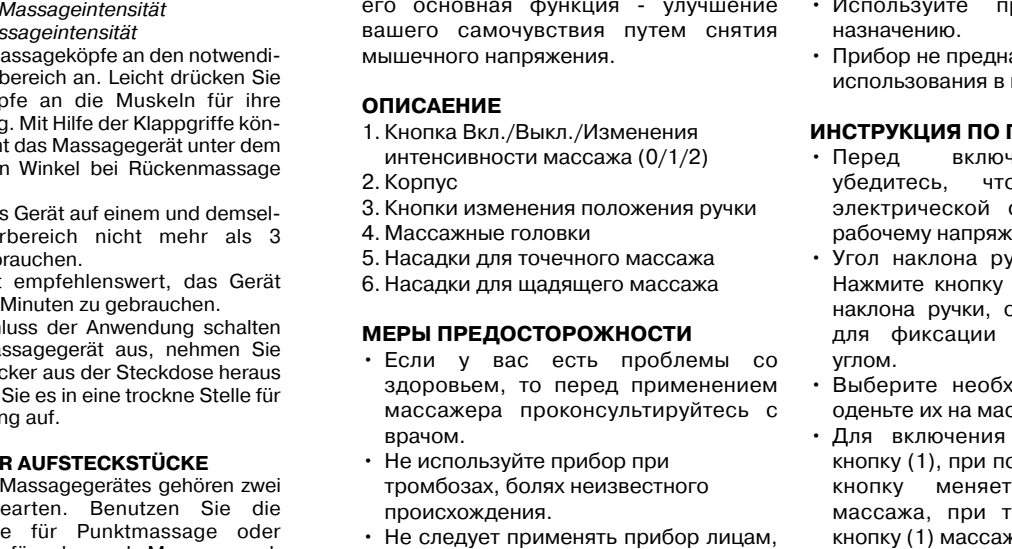 Massageintensität
ssageintensität
assageköpfe an den notwendi-
bereich an. Leicht drücken Sie
pfe an die Muskeln für ihre
g. Mit Hilfe der Klappgriffe kön-
nt das Massagegerät unter dem
n Winkel bei Rückenmassage
s Gerät auf einem und demsel-
rbereich nicht mehr als 3
brauchen.
t empfehlenswert, das Gerät
Minuten zu gebrauchen.
luss der Anwendung schalten
assagegerät aus, nehmen Sie
cker aus der Steckdose heraus
Sie es in eine trockne Stelle für
ng auf.
R AUFSTECKSTÜCKE
Massagegerätes gehören zwei
earten. Benutzen Sie die
e für Punktmassage oder
его основная функция - улучшение
вашего самочувствия путем снятия
мышечного напряжения.
ОПИСАЕНИЕ
1. Кнопка Вкл./Выкл./Изменения
интенсивности массажа (0/1/2)
2. Корпус
3. Кнопки изменения положения ручки
4. Массажные головки
5. Насадки для точечного массажа
6. Насадки для щадящего массажа
МЕРЫ ПРЕДОСТОРОЖНОСТИ
• Если у вас есть проблемы со
здоровьем, то перед применением
массажера проконсультируйтесь с
врачом.
• Не используйте прибор при
тромбозах, болях неизвестного
происхождения.
• Не следует применять прибор лицам,
• Используйте пр
назначению.
• Прибор не предна
использования в
ИНСТРУКЦИЯ ПО
• Перед включ
убедитесь, что
электрической
рабочему напряж
• Угол наклона ру
Нажмите кнопку
наклона ручки, о
для фиксации
углом.
• Выберите необх
оденьте их на мас
• Для включения
кнопку (1), при по
кнопку меняет
массажа, при т
кнопку (1) массаж